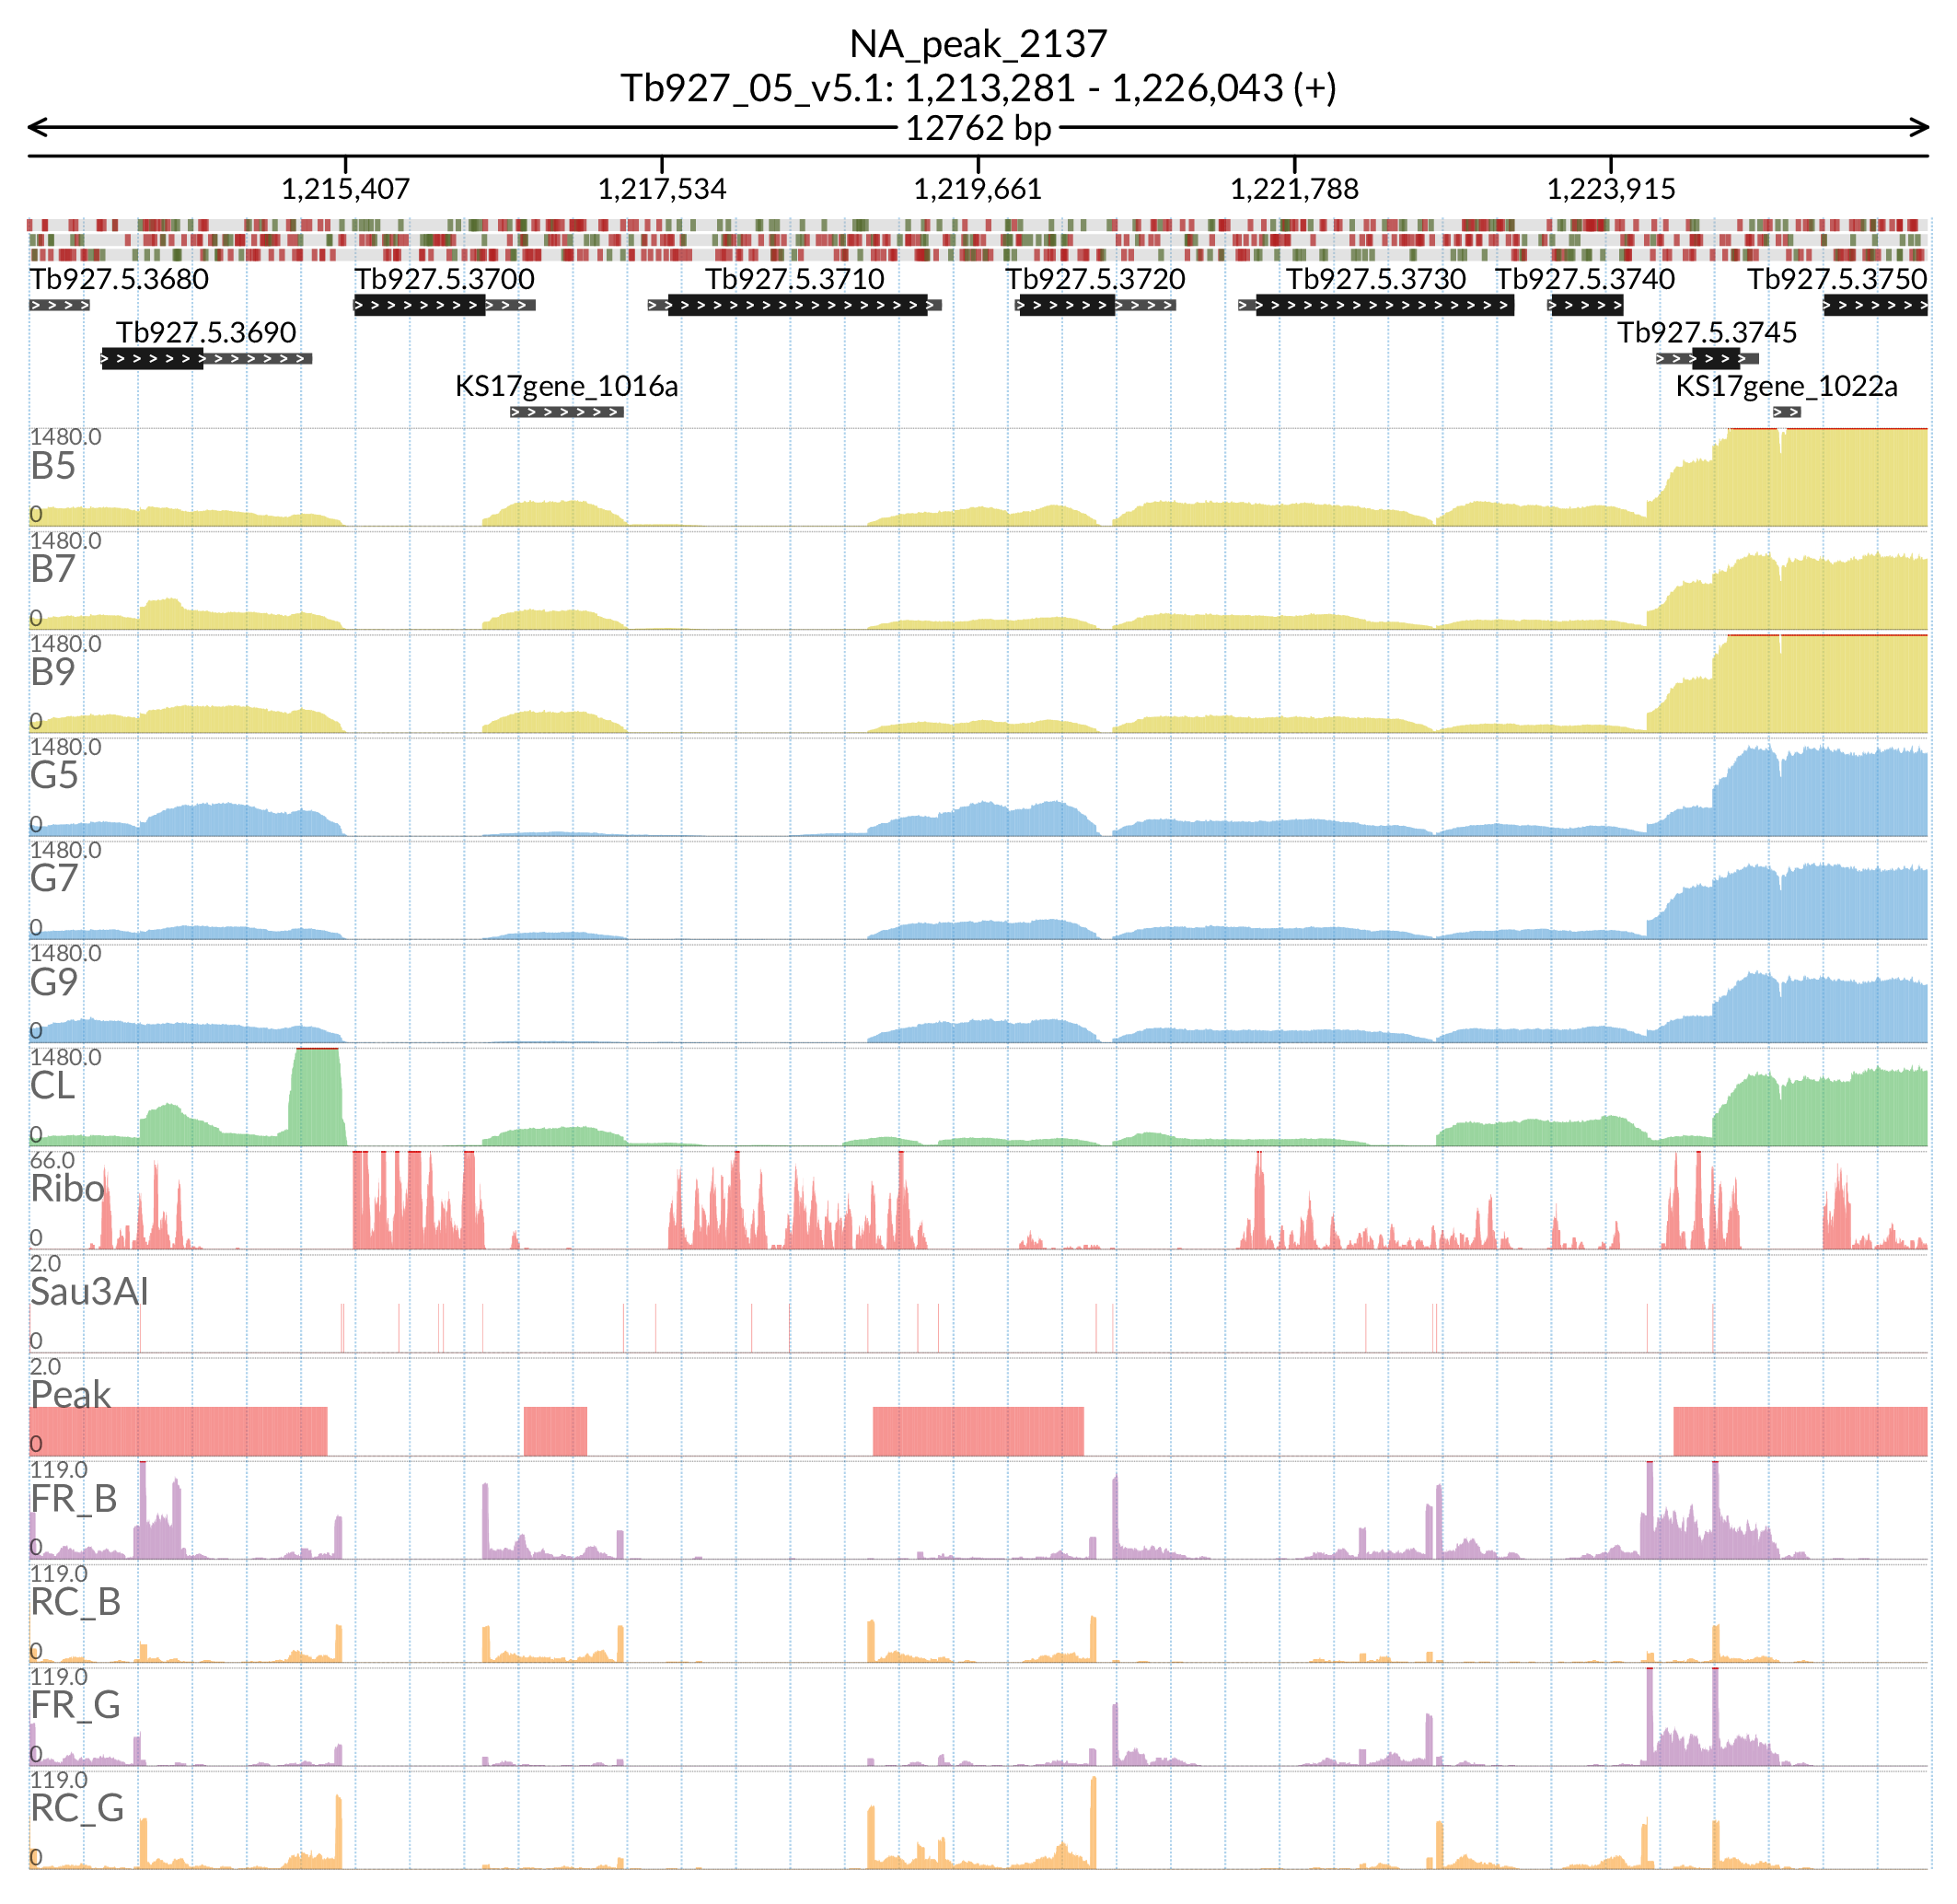 NA_peak_2137
Tb927_05_v5.1: 1,213,281 - 1,226,043 (+)
12762 bp
1,215,407 1,217,534 1,219,661 1,221,788 1,223,915
Tb927.5.3680 Tb927.5.3700 Tb927.5.3710 Tb927.5.3720 Tb927.5.3730 Tb927.5.3740 Tb927.5.3750
Tb927.5.3690 Tb927.5.3745
KS17gene_1016a KS17gene_1022a
1480.0
B5
0
1480.0
B7
0
1480.0
B9
0
1480.0
G5
0
1480.0
G7
0
1480.0
G9
0
1480.0
CL
0
66.0
Ribo
0
2.0
Sau3AI
0
2.0
Peak
0
119.0
FR_B
0
119.0
RC_B
0
119.0
FR_G
0
119.0
RC_G
0